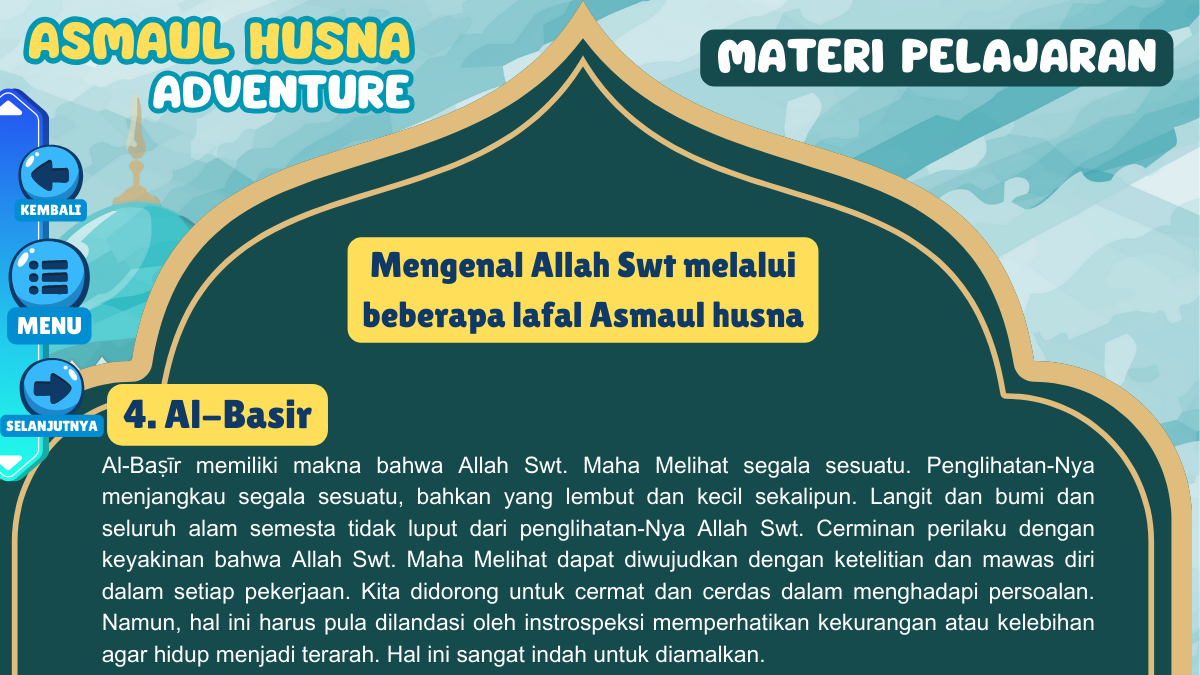 ASMAUL HUSNA
ADVENTURE
MATERI PELAJARAN
KEMBALI
MENU
SELANJUTNYA
Mengenal Allah Swt melalui
beberapa lafal Asmaul husna
4. Al-Basir
Al-Baṣīr memiliki makna bahwa Allah Swt. Maha Melihat segala sesuatu. Penglihatan-Nya
menjangkau segala sesuatu, bahkan yang lembut dan kecil sekalipun. Langit dan bumi dan
seluruh alam semesta tidak luput dari penglihatan-Nya Allah Swt. Cerminan perilaku dengan
keyakinan bahwa Allah Swt. Maha Melihat dapat diwujudkan dengan ketelitian dan mawas diri
dalam setiap pekerjaan. Kita didorong untuk cermat dan cerdas dalam menghadapi persoalan.
Namun, hal ini harus pula dilandasi oleh instrospeksi memperhatikan kekurangan atau kelebihan
agar hidup menjadi terarah. Hal ini sangat indah untuk diamalkan.